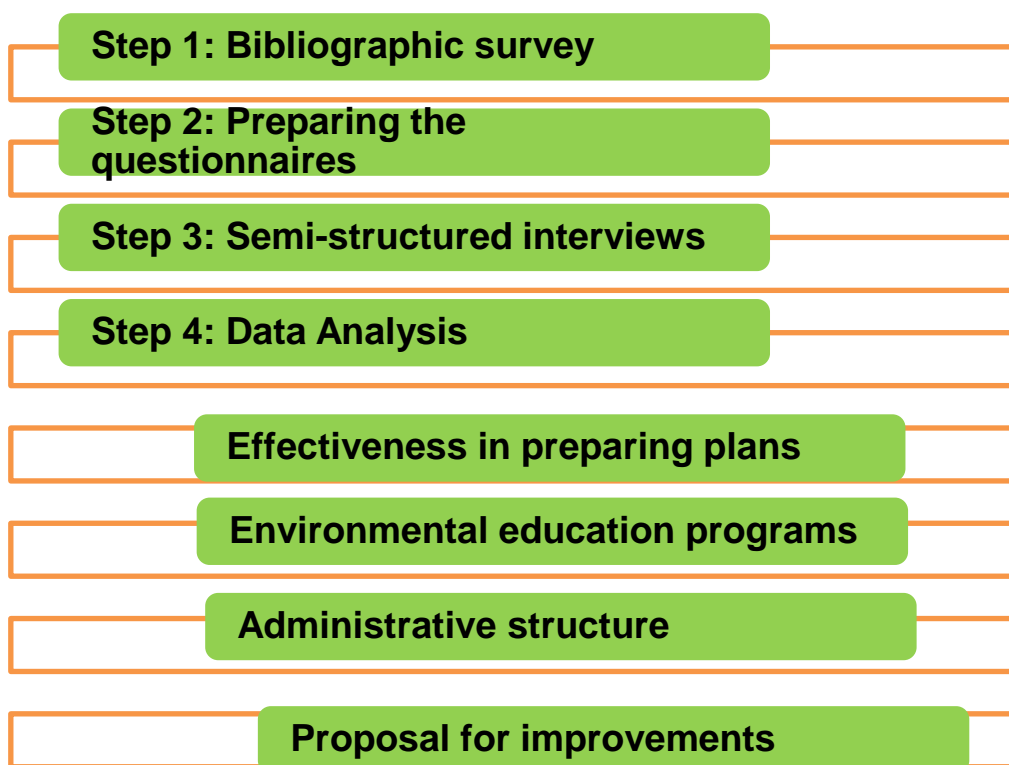 Step 1: Bibliographic survey
Step 2: Preparing the
questionnaires
Step 3: Semi-structured interviews
Step 4: Data Analysis
Effectiveness in preparing plans
Environmental education programs
Administrative structure
Proposal for improvements